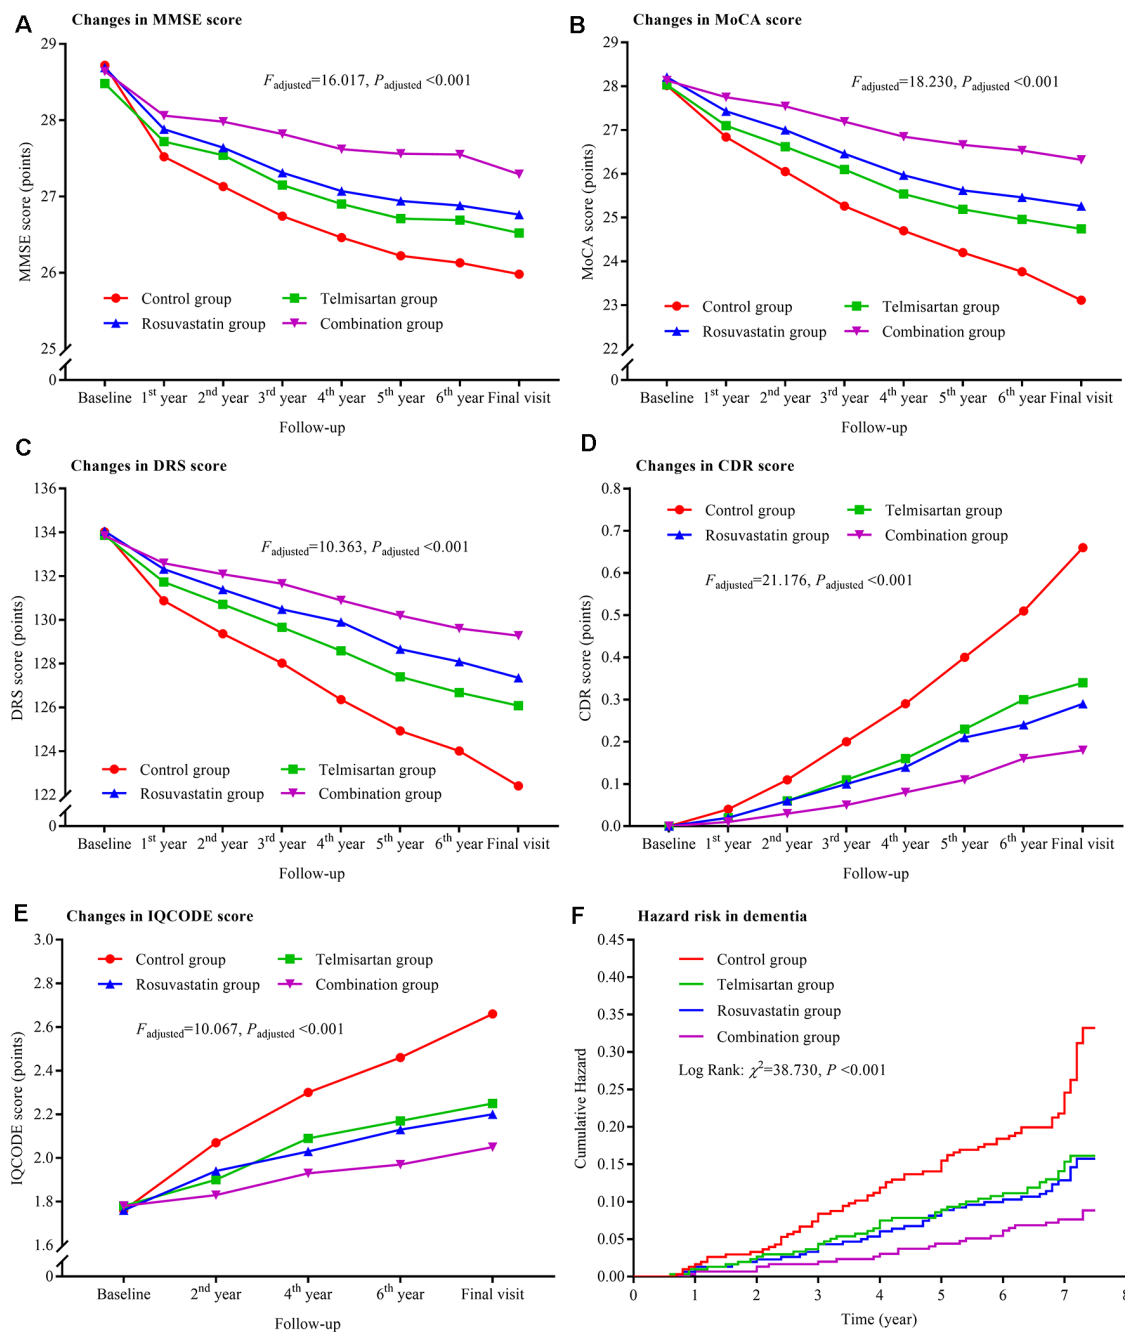 A Changes in MMSE score
29
28
27
26
25
0
MMSE score (points)
Fadjusted=16.017, Padjusted <0.001
Control group
Telmisartan group
Rosuvastatin group
Combination group
Baseline 1st year 2nd year 3rd year 4th year 5th year 6th year Final visit
Follow-up
B Changes in MoCA score
29
28
27
26
25
24
23
22
0
MoCA score (points)
Fadjusted=18.230, Padjusted <0.001
Control group
Telmisartan group
Rosuvastatin group
Combination group
Baseline 1st year 2nd year 3rd year 4th year 5th year 6th year Final visit
Follow-up
C Changes in DRS score
136
134
132
130
128
126
124
122
0
DRS score (points)
Fadjusted=10.363, Padjusted <0.001
Control group
Telmisartan group
Rosuvastatin group
Combination group
Baseline 1st year 2nd year 3rd year 4th year 5th year 6th year Final visit
Follow-up
D Changes in CDR score
0.8
0.7
0.6
0.5
0.4
0.3
0.2
0.1
0.0
CDR score (points)
Control group
Telmisartan group
Rosuvastatin group
Combination group
Fadjusted=21.176, Padjusted <0.001
Baseline 1st year 2nd year 3rd year 4th year 5th year 6th year Final visit
Follow-up
E Changes in IQCODE score
3.0
2.8
2.6
2.4
2.2
2.0
1.8
1.6
0
IQCODE score (points)
Control group
Telmisartan group
Rosuvastatin group
Combination group
Fadjusted=10.067, Padjusted <0.001
Baseline 2nd year 4th year 6th year Final visit
Follow-up
F Hazard risk in dementia
0.45
0.40
0.35
0.30
0.25
0.20
0.15
0.10
0.05
0.00
Cumulative Hazard
Control group
Telmisartan group
Rosuvastatin group
Combination group
Log Rank: χ2=38.730, P <0.001
0 1 2 3 4 5 6 7 8
Time (year)